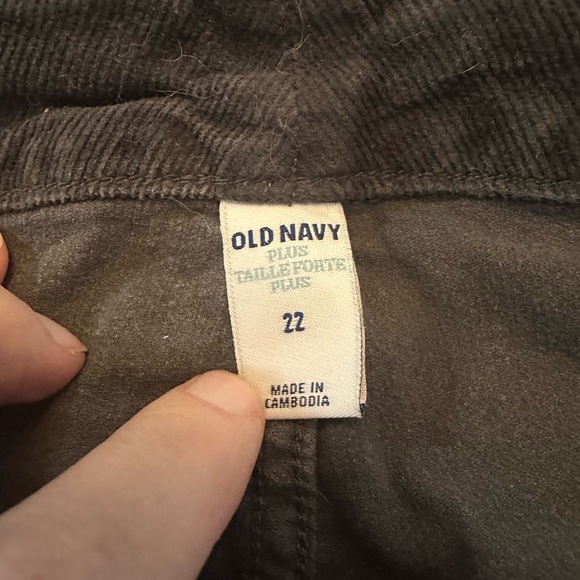 OLD NAVY
PLUS
TAILLE FORTE
PLUS
22
MADE IN
CAMBODIA